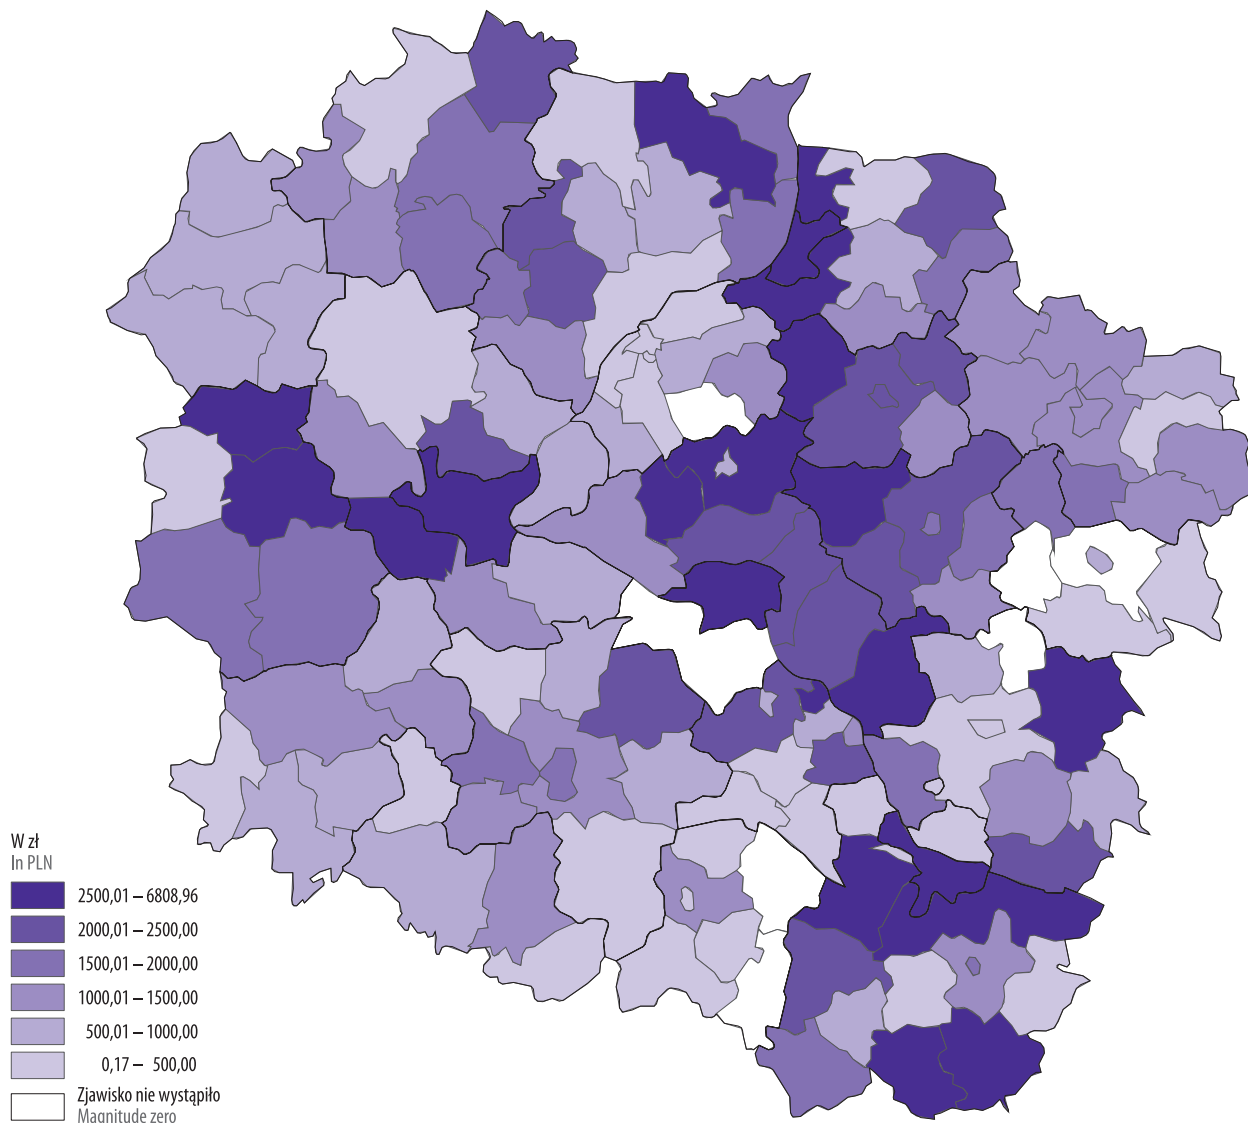 W zł
In PLN
2500,01 – 6808,96
2000,01 – 2500,00
1500,01 – 2000,00
1000,01 – 1500,00
500,01 – 1000,00
0,17 – 500,00
Zjawisko nie wystąpiło
Magnitude zero